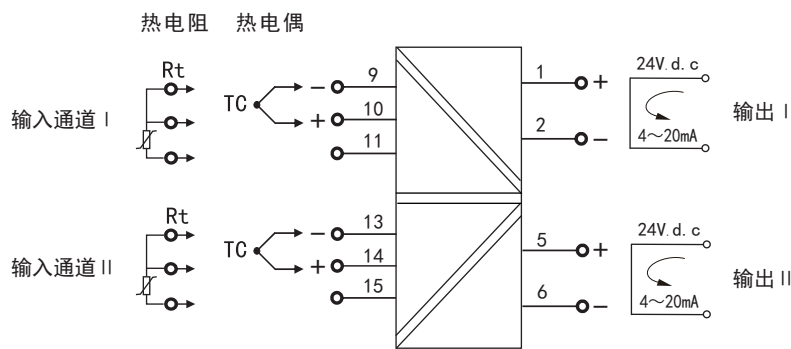 热电阻 热电偶
Rt
TC
－ 9
＋ 10
11
输入通道Ⅰ
1 ＋
2 －
24V.d.c
4～20mA
输出Ⅰ
Rt
TC
－ 13
＋ 14
15
输入通道Ⅱ
5 ＋
6 －
24V.d.c
4～20mA
输出Ⅱ